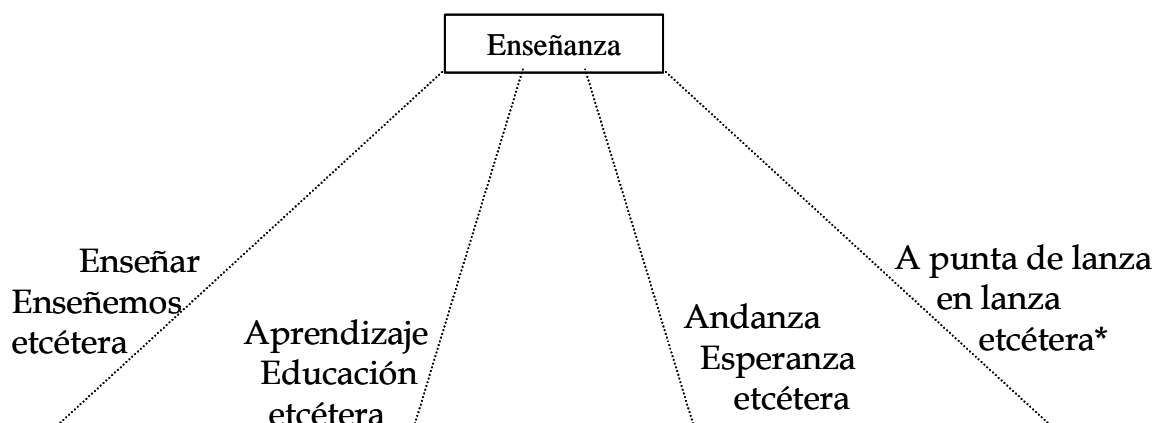 Enseñanza
Enseñar
Enseñemos
etcétera
Aprendizaje
Educación
etcétera
Andanza
Esperanza
etcétera
A punta de lanza
en lanza
etcétera*